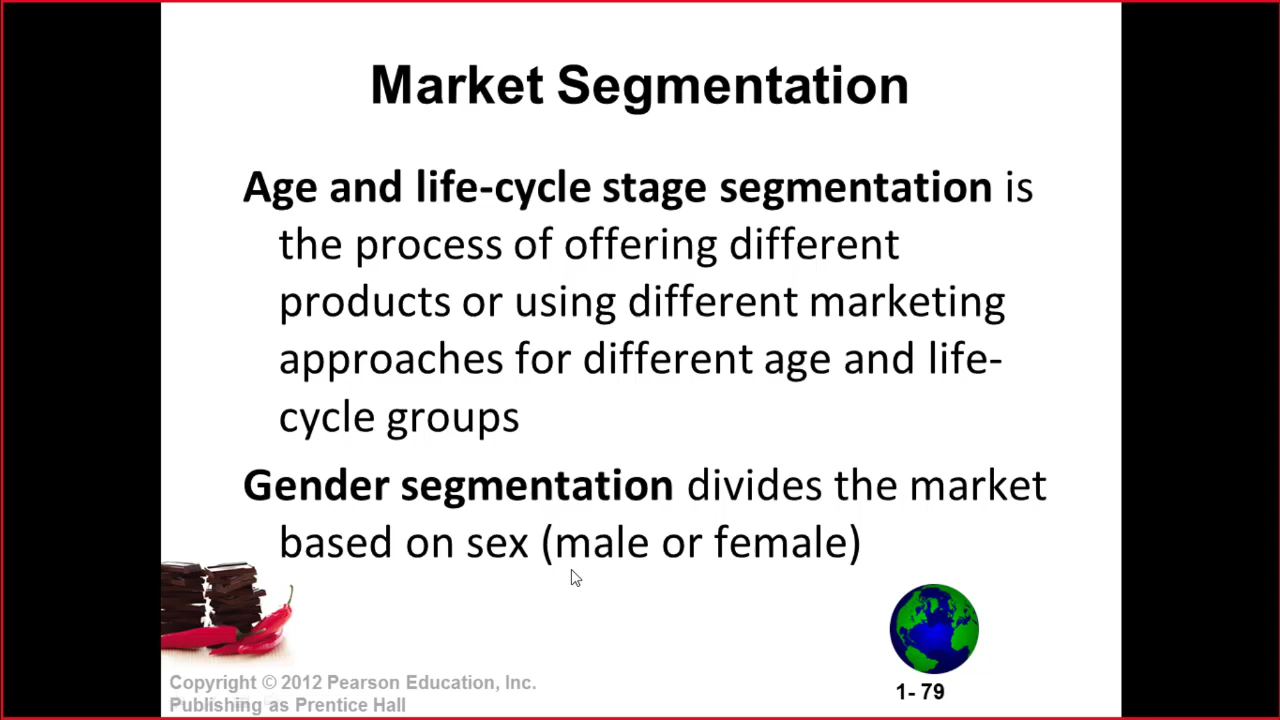 Market Segmentation
Age and life-cycle stage segmentation is
the process of offering different
products or using different marketing
approaches for different age and life-
cycle groups
Gender segmentation divides the market
based on sex (male or female)
Copyright © 2012 Pearson Education, Inc.
Publishing as Prentice Hall
1- 79